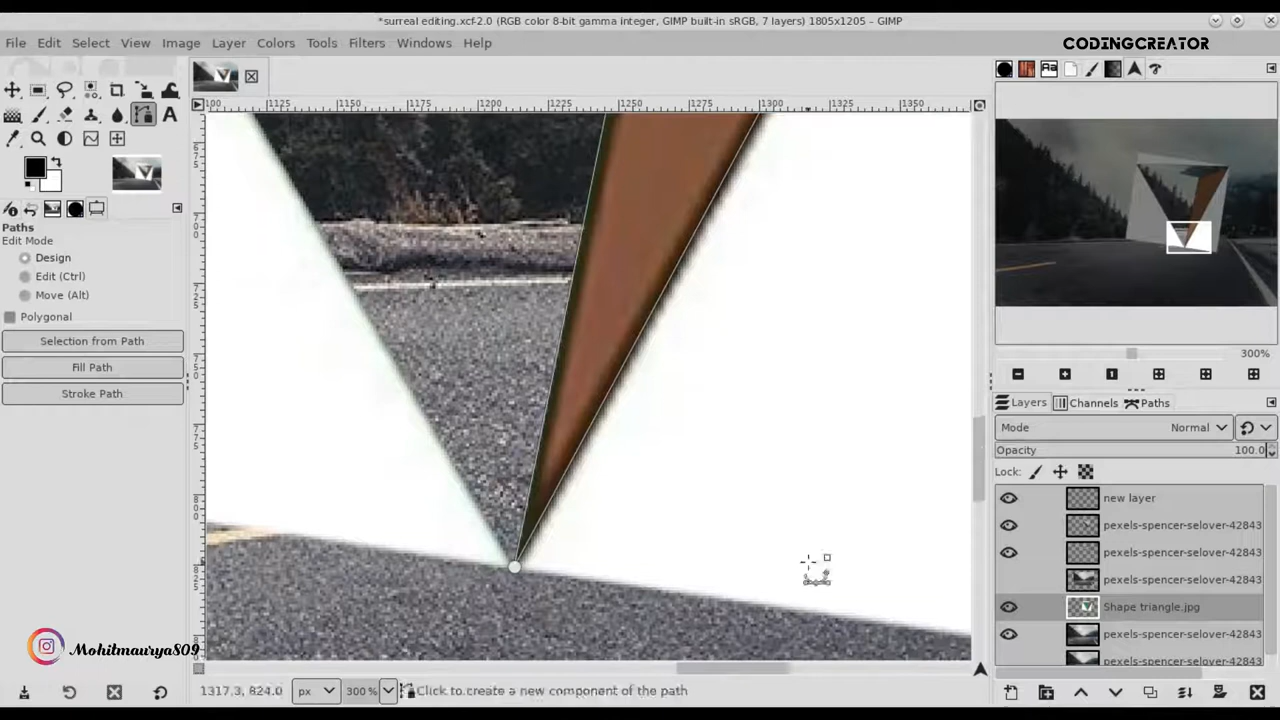 *surreal editing.xcf-2.0 (RGB color 8-bit gamma integer, GIMP built-in sRGB, 7 layers) 1805x1205 – GIMP
File Edit Select View Image Layer Colors Tools Filters Windows Help
CODINGCREATOR
100 1125 1150 1175 1200 1225 1250 1275 1300 1325 1350
Paths
Edit Mode
Design
Edit (Ctrl)
Move (Alt)
Polygonal
Selection from Path
Fill Path
Stroke Path
300%
Layers Channels Paths
Mode Normal
Opacity 100.0
Lock:
new layer
pexels-spencer-selover-42843
pexels-spencer-selover-42843
pexels-spencer-selover-42843
Shape triangle.jpg
pexels-spencer-selover-42843
pexels-spencer-selover-42843
Mohitmaurya809
1317.3, 824.0 px 300% Click to create a new component of the path